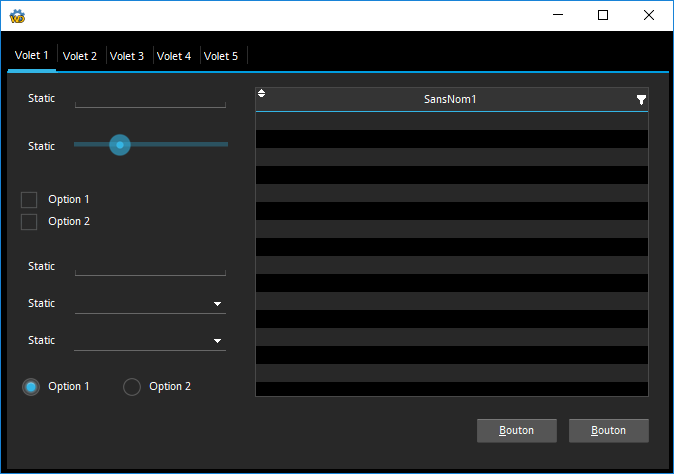 Volet 1 Volet 2 Volet 3 Volet 4 Volet 5
Static
SansNom1
Static
Option 1
Option 2
Static
Static
Static
Option 1 Option 2
Bouton Bouton